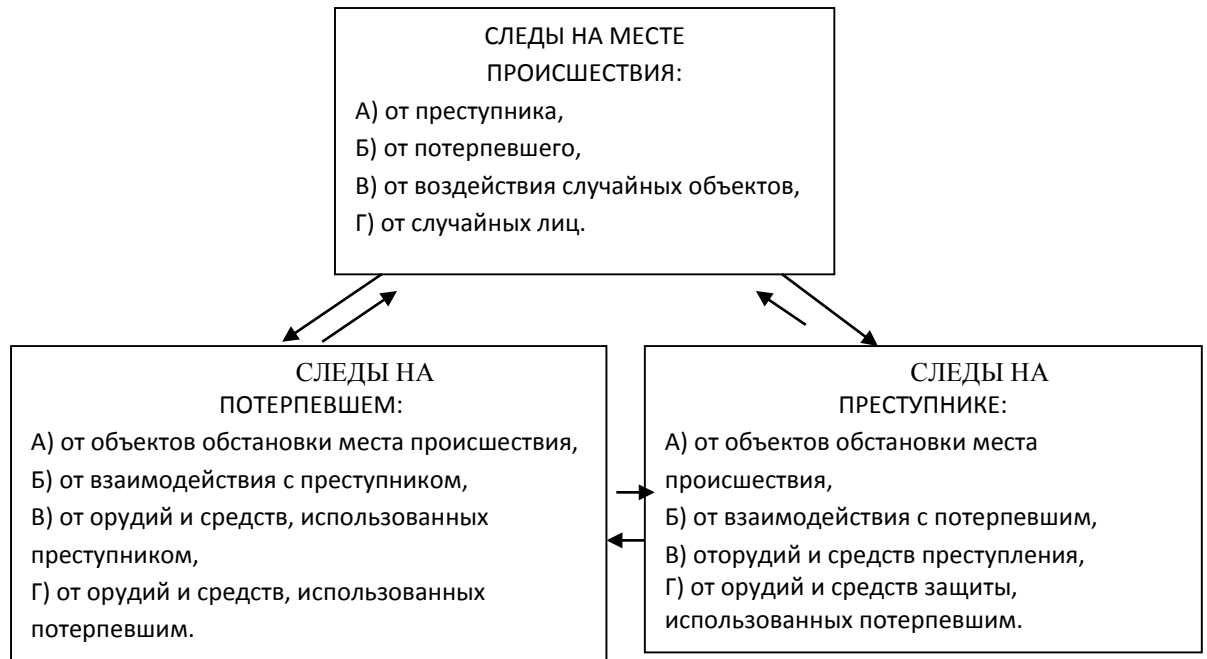 СЛЕДЫ НА МЕСТЕ
ПРОИСШЕСТВИЯ:
А) от преступника,
Б) от потерпевшего,
В) от воздействия случайных объектов,
Г) от случайных лиц.
СЛЕДЫ НА
ПОТЕРПЕВШЕМ:
А) от объектов обстановки места происшествия,
Б) от взаимодействия с преступником,
В) от орудий и средств, использованных
преступником,
Г) от орудий и средств, использованных
потерпевшим.
СЛЕДЫ НА
ПРЕСТУПНИКЕ:
А) от объектов обстановки места
происшествия,
Б) от взаимодействия с потерпевшим,
В) оторудий и средств преступления,
Г) от орудий и средств защиты,
использованных потерпевшим.